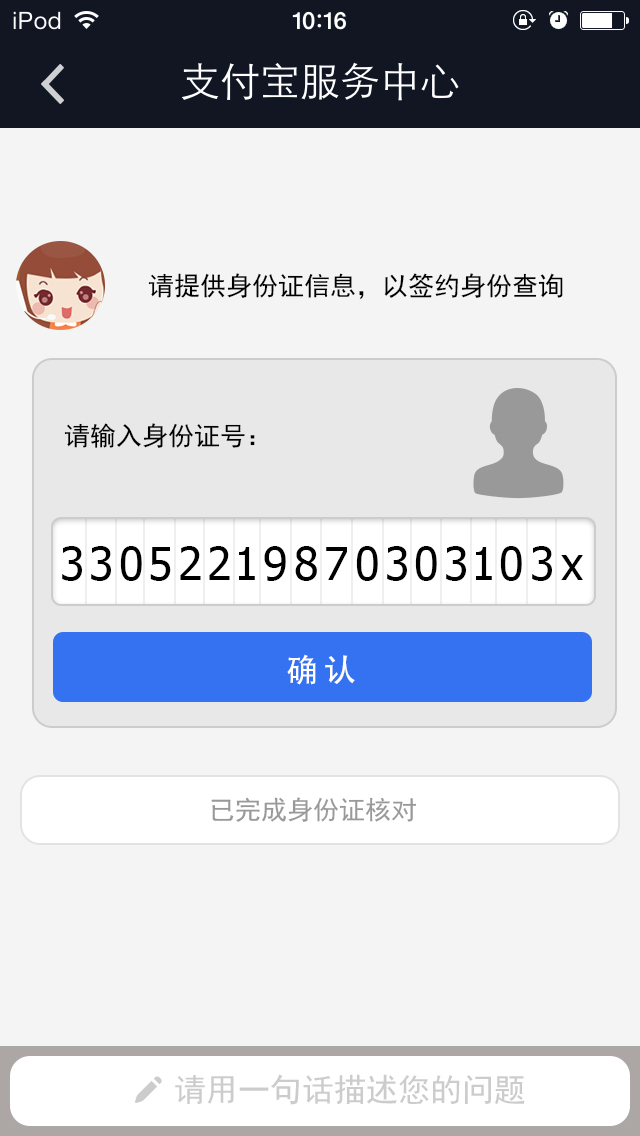 iPod 10:16
支付宝服务中心
请提供身份证信息，以签约身份查询
请输入身份证号：
33052219870303103x
确认
已完成身份证核对
请用一句话描述您的问题